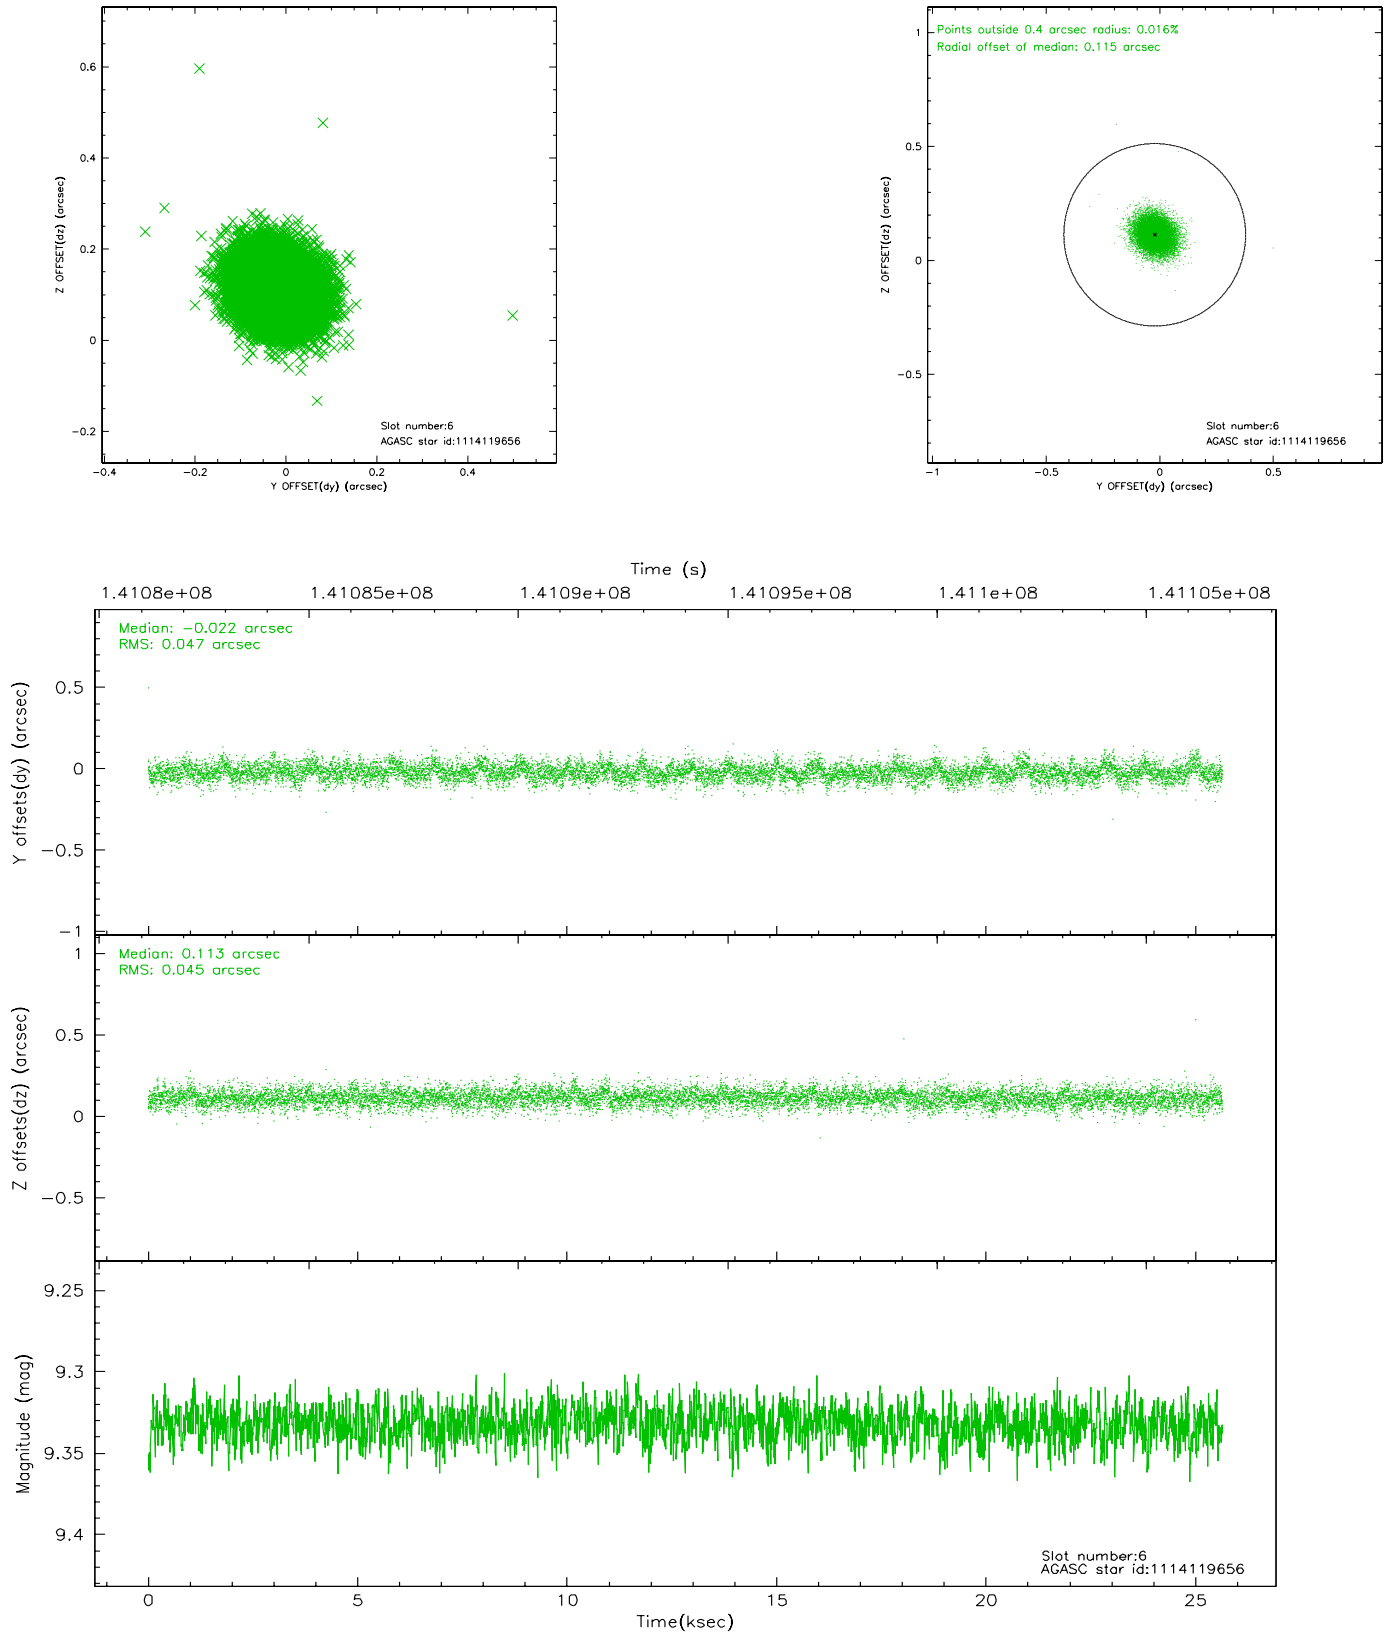 0.6
0.4
0.2
0
−0.2
Z OFFSET(dz) (arcsec)
Slot number:6
AGASC star id:1114119656
−0.4 −0.2 0 0.2 0.4
Y OFFSET(dy) (arcsec)
Points outside 0.4 arcsec radius: 0.016%
Radial offset of median: 0.115 arcsec
1
0.5
0
−0.5
Z OFFSET(dz) (arcsec)
Slot number:6
AGASC star id:1114119656
−1 −0.5 0 0.5
Y OFFSET(dy) (arcsec)
Time (s)
1.4108e+08 1.41085e+08 1.4109e+08 1.41095e+08 1.411e+08 1.41105e+08
Median: −0.022 arcsec
RMS: 0.047 arcsec
0.5
0
−0.5
−1
Y offsets(dy) (arcsec)
Median: 0.113 arcsec
RMS: 0.045 arcsec
1
0.5
0
−0.5
Z offsets(dz) (arcsec)
9.25
9.3
9.35
9.4
Magnitude (mag)
Slot number:6
AGASC star id:1114119656
0 5 10 15 20 25
Time(ksec)